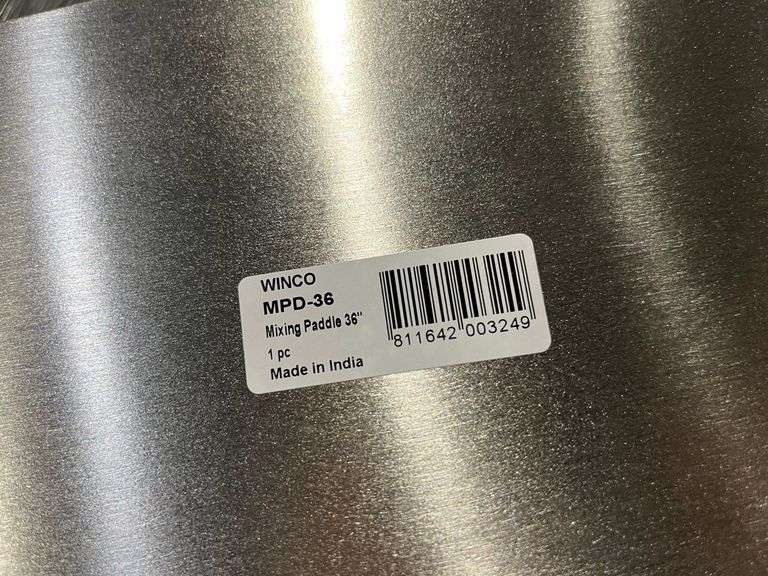 WINCO
MPD-36
Mixing Paddle 36"
1 pc
Made in India
811642 003249